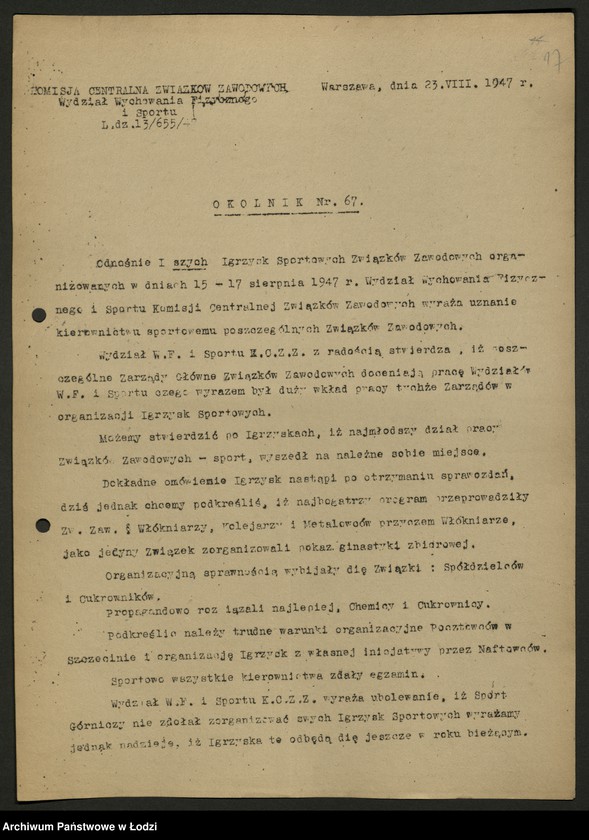 17
KOMISJA CENTRALNA ZWIAZKOW ZAWODOWYCH Warszawa, dnia 23.VIII. 1947 r.
Wydział Wychowania Fizycznego
i Sportu
L.dz.13/655/
O K O L N I K Nr. 67.
Odnośnie I szych Igrzysk Sportowych Związków Zawodowych orga-
nizowanych w dniach 15 - 17 sierpnia 1947 r. Wydział Wychowania Fizycz-
nego i Sportu Komisji Centralnej Związków Zawodowych wyraża uznanie
kierownictwu sportowemu poszczególnych Związków Zawodowych.
Wydział W.F. i Sportu K.C.Z.Z. z radością stwierdza , iż posz-
czególne Zarządy Główne Związków Zawodowych doceniają pracę Wydziałów
W.F. i Sportu czego wyrazem był duży wkład pracy tychże Zarządów w
organizacji Igrzysk Sportowych.
Możemy stwierdzić po Igrzyskach, iż najmłodszy dział pracy
Związków Zawodowych - sport, wyszedł na należne sobie miejsce.
Dokładne omówienie Igrzysk nastąpi po otrzymaniu sprawozdań,
dziś jednak chcemy podkreślić, iż najbogatrzy program przeprowadziły
Zw. Zaw. : Włókniarzy, Kolejarzy i Metalowców przyczem Włókniarze,
jako jedyny Związek zorganizowali pokaz ginastyki zbiorowej.
Organizacyjną sprawnością wybijały dię Związki : Spółdzielców
i Cukrowników.
Propagandowo roz iązali najlepiej, Chemicy i Cukrownicy.
Podkreślić należy trudne warunki organizacyjne Pocztowców w
Szczecinie i organizację Igrzysk z własnej inicjatywy przez Naftowców.
Sportowo wszystkie kierownictwa zdały egzamin.
Wydział W.F. i Sportu K.C.Z.Z. wyraża ubolewanie, iż Sport
Górniczy nie zdołał zorganizować swych Igrzysk Sportowych wyrażamy
jednak nadzieję, iż Igrzyska te odbędą dię jeszcze w roku bieżącym.
Archiwum Państwowe w Łodzi